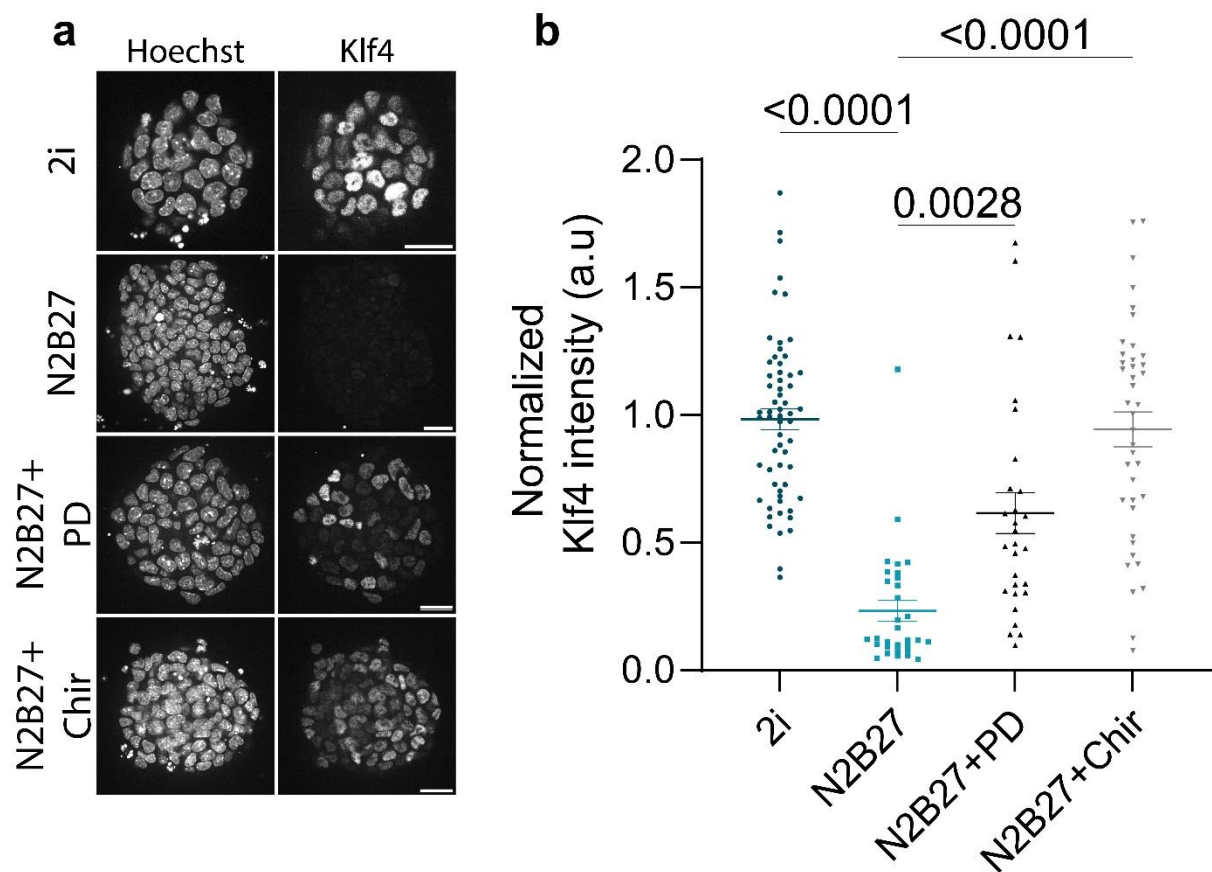 a
Hoechst Klf4
2i
N2B27
N2B27+
PD
N2B27+
Chir
b
<0.0001
<0.0001
0.0028
Normalized
Klf4 intensity (a.u)
2.0
1.5
1.0
0.5
0.0
2i
N2B27
N2B27+PD
N2B27+Chir